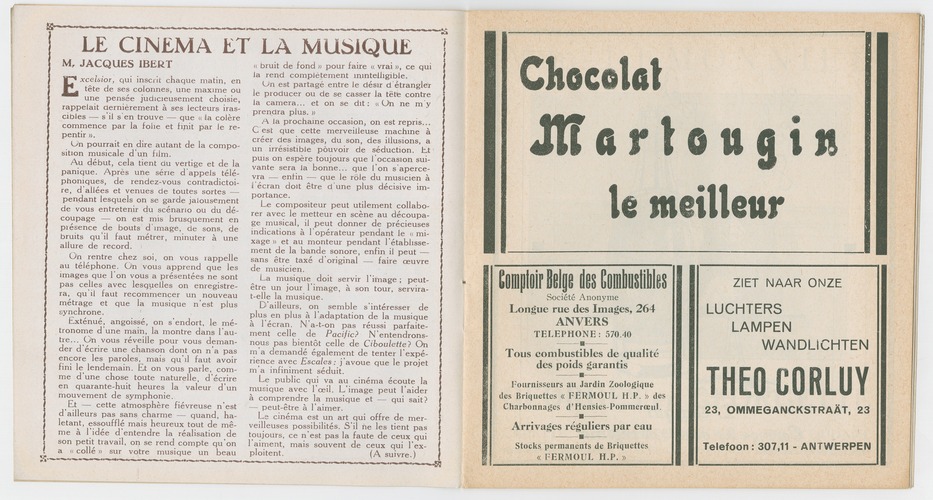 LE CINEMA ET LA MUSIQUE
M. JACQUES IBERT
Excelsior, qui inscrit chaque matin, en
tête de ses colonnes, une maxime ou
une pensée judicieusement choisie,
rappelait dernièrement à ses lecteurs iras-
cibles — s'il s'en trouve — que « la colère
commence par la folie et finit par le re-
pentir ».
On pourrait en dire autant de la compo-
sition musicale d'un film.
Au début, cela tient du vertige et de la
panique. Après une série d'appels télé-
phoniques, de rendez-vous contradictoi-
re, d'allées et venues de toutes sortes —
pendant lesquels on se garde jalousement
de vous entretenir du scénario ou du dé-
coupage — on est mis brusquement en
présence de bouts d'image, de sons, de
bruits qu'il faut métrer, minuter à une
allure de record.
On rentre chez soi, on vous rappelle
au téléphone. On vous apprend que les
images que l'on vous a présentées ne sont
pas celles avec lesquelles on enregistre-
ra, qu'il faut recommencer un nouveau
métrage et que la musique n'est plus
synchrone.
Exténué, angoissé, on s'endort, le mé-
tronome d'une main, la montre dans l'au-
tre... On vous réveille pour vous deman-
der d'écrire une chanson dont on n'a pas
encore les paroles, mais qu'il faut avoir
fini le lendemain. Et on vous parle, com-
me d'une chose toute naturelle, d'écrire
en quarante-huit heures la valeur d'un
mouvement de symphonie.
Et — cette atmosphère fiévreuse n'est
d'ailleurs pas sans charme — quand, ha-
letant, essoufflé mais heureux tout de mê-
me à l'idée d'entendre la réalisation de
son petit travail, on se rend compte qu'on
a « collé » sur votre musique un beau
« bruit de fond » pour faire « vrai », ce qui
la rend complètement inintelligible.
On est partagé entre le désir d'étrangler
le producteur ou de se casser la tête contre
la camera... et on se dit : « On ne m'y
prendra plus. »
A la prochaine occasion, on est repris...
C'est que cette merveilleuse machine à
créer des images, du son, des illusions, a
un irrésistible pouvoir de séduction. Et
puis on espère toujours que l'occasion sui-
vante sera la bonne... que l'on s'aperce-
vra — enfin — que le rôle du musicien à
l'écran doit être d'une plus décisive im-
portance.
Le compositeur peut utilement collabo-
rer avec le metteur en scène au découpa-
ge musical, il peut donner de précieuses
indications à l'opérateur pendant le « mi-
xage » et au monteur pendant l'établisse-
ment de la bande sonore, enfin il peut —
sans être taxé d'original — faire œuvre
de musicien.
La musique doit servir l'image ; peut-
être un jour l'image, à son tour, servira-
t-elle la musique.
D'ailleurs, on semble s'intéresser de
plus en plus à l'adaptation de la musique
à l'écran. N'a-t-on pas réussi parfaite-
ment celle de Pacific? N'entendrons-
nous pas bientôt celle de Ciboulette? On
m'a demandé également de tenter l'expé-
rience avec Escales ; j'avoue que le projet
m'a infiniment séduit.
Le public qui va au cinéma écoute la
musique avec l'œil. L'image peut l'aider
à comprendre la musique et — qui sait?
— peut-être à l'aimer.
Le cinéma est un art qui offre de mer-
veilleuses possibilités. S'il ne les tient pas
toujours, ce n'est pas la faute de ceux qui
l'aiment, mais souvent de ceux qui l'ex-
ploitent. (A suivre.)
Chocolat
Martougin
le meilleur
Comptoir Belge des Combustibles
Société Anonyme
Longue rue des Images, 264
ANVERS
TELEPHONE : 570.40
Tous combustibles de qualité
des poids garantis
Fournisseurs au Jardin Zoologique
des Briquettes « FERMOUL H.P. » des
Charbonnages d'Hensies-Pommerœul.
Arrivages réguliers par eau
Stocks permanents de Briquettes
« FERMOUL H.P. »
ZIET NAAR ONZE
LUCHTERS
LAMPEN
WANDLICHTEN
THEO CORLUY
23, OMMEGANCKSTRAÄT, 23
Telefoon : 307,11 - ANTWERPEN